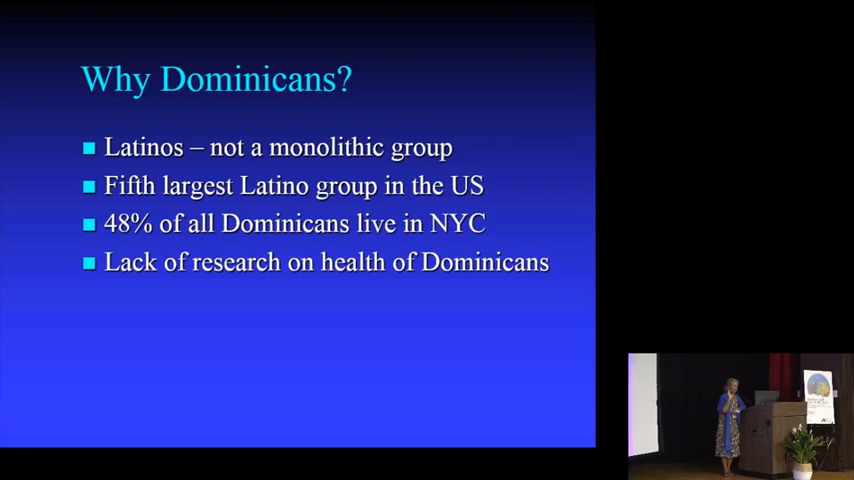 Why Dominicans?
Latinos – not a monolithic group
Fifth largest Latino group in the US
48% of all Dominicans live in NYC
Lack of research on health of Dominicans